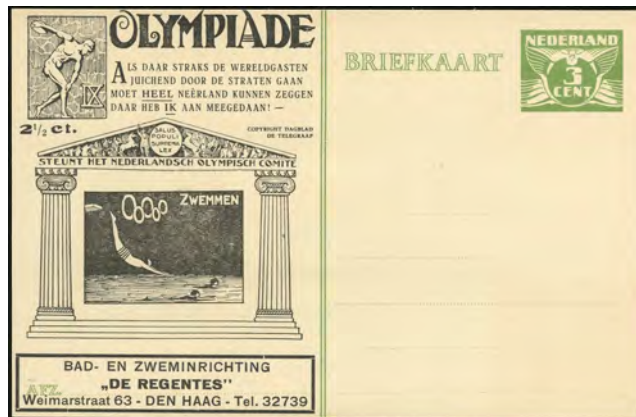 OLYMPIADE
ALS DAAR STRAKS DE WERELDGASTEN
JUICHEND DOOR DE STRATEN GAAN
MOET HEEL NEÊRLAND KUNNEN ZEGGEN
DAAR HEB IK AAN MEEGEDAAN! —
IX
2½ ct.
COPYRIGHT DAGBLAD
DE TELEGRAAF
SALUS
POPULI
SUPREMA
LEX
STEUNT HET NEDERLANDSCH OLYMPISCH COMITÉ
ZWEMMEN
BAD- EN ZWEMINRICHTING
„DE REGENTES"
Weimarstraat 63 - DEN HAAG - Tel. 32739
BRIEFKAART
NEDERLAND
3
CENT